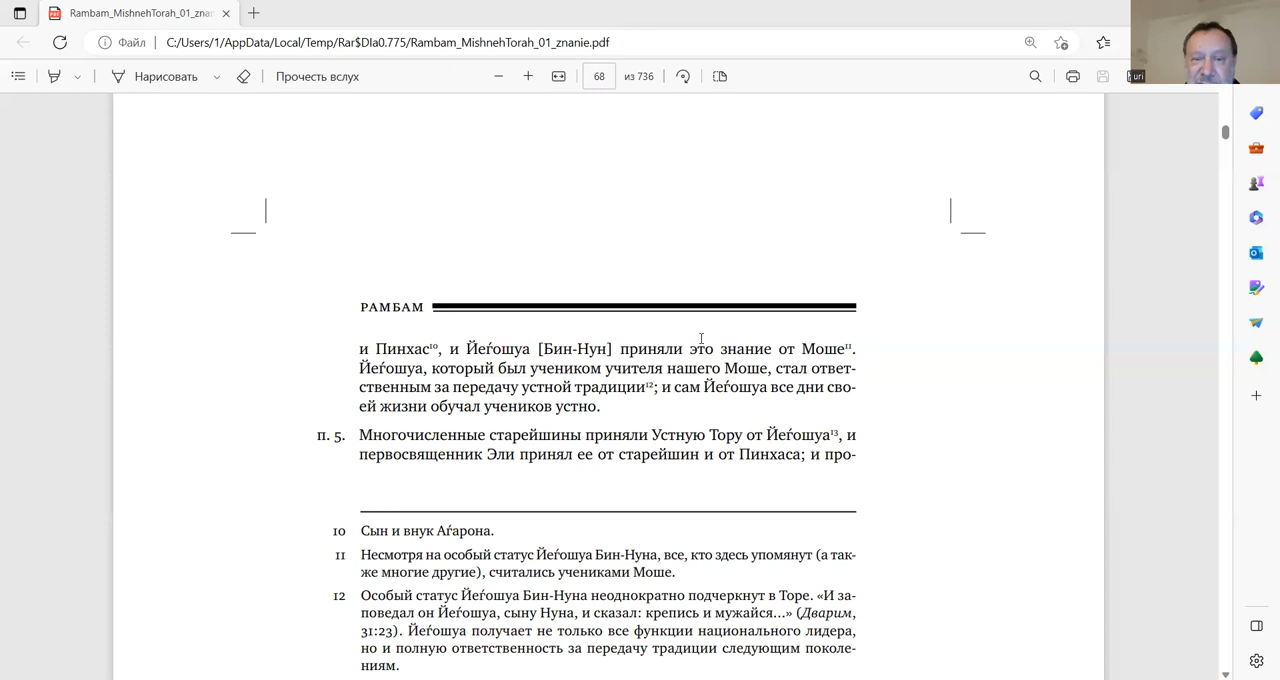 Rambam_MishnehTorah_01_zna
Файл
C:/Users/1/AppData/Local/Temp/Rar$DIa0.775/Rambam_MishnehTorah_01_znanie.pdf
Нарисовать
Прочесть вслух
68
из 736
uri
РАМБАМ
и Пинхас10, и Йеѓошуа [Бин-Нун] приняли это знание от Моше11.
Йеѓошуа, который был учеником учителя нашего Моше, стал ответ-
ственным за передачу устной традиции12; и сам Йеѓошуа все дни сво-
ей жизни обучал учеников устно.
п. 5. Многочисленные старейшины приняли Устную Тору от Йеѓошуа13, и
первосвященник Эли принял ее от старейшин и от Пинхаса; и про-
10 Сын и внук Аѓарона.
11 Несмотря на особый статус Йеѓошуа Бин-Нуна, все, кто здесь упомянут (а так-
же многие другие), считались учениками Моше.
12 Особый статус Йеѓошуа Бин-Нуна неоднократно подчеркнут в Торе. «И за-
поведал он Йеѓошуа, сыну Нуна, и сказал: крепись и мужайся...» (Дварим,
31:23). Йеѓошуа получает не только все функции национального лидера,
но и полную ответственность за передачу традиции следующим поколе-
ниям.